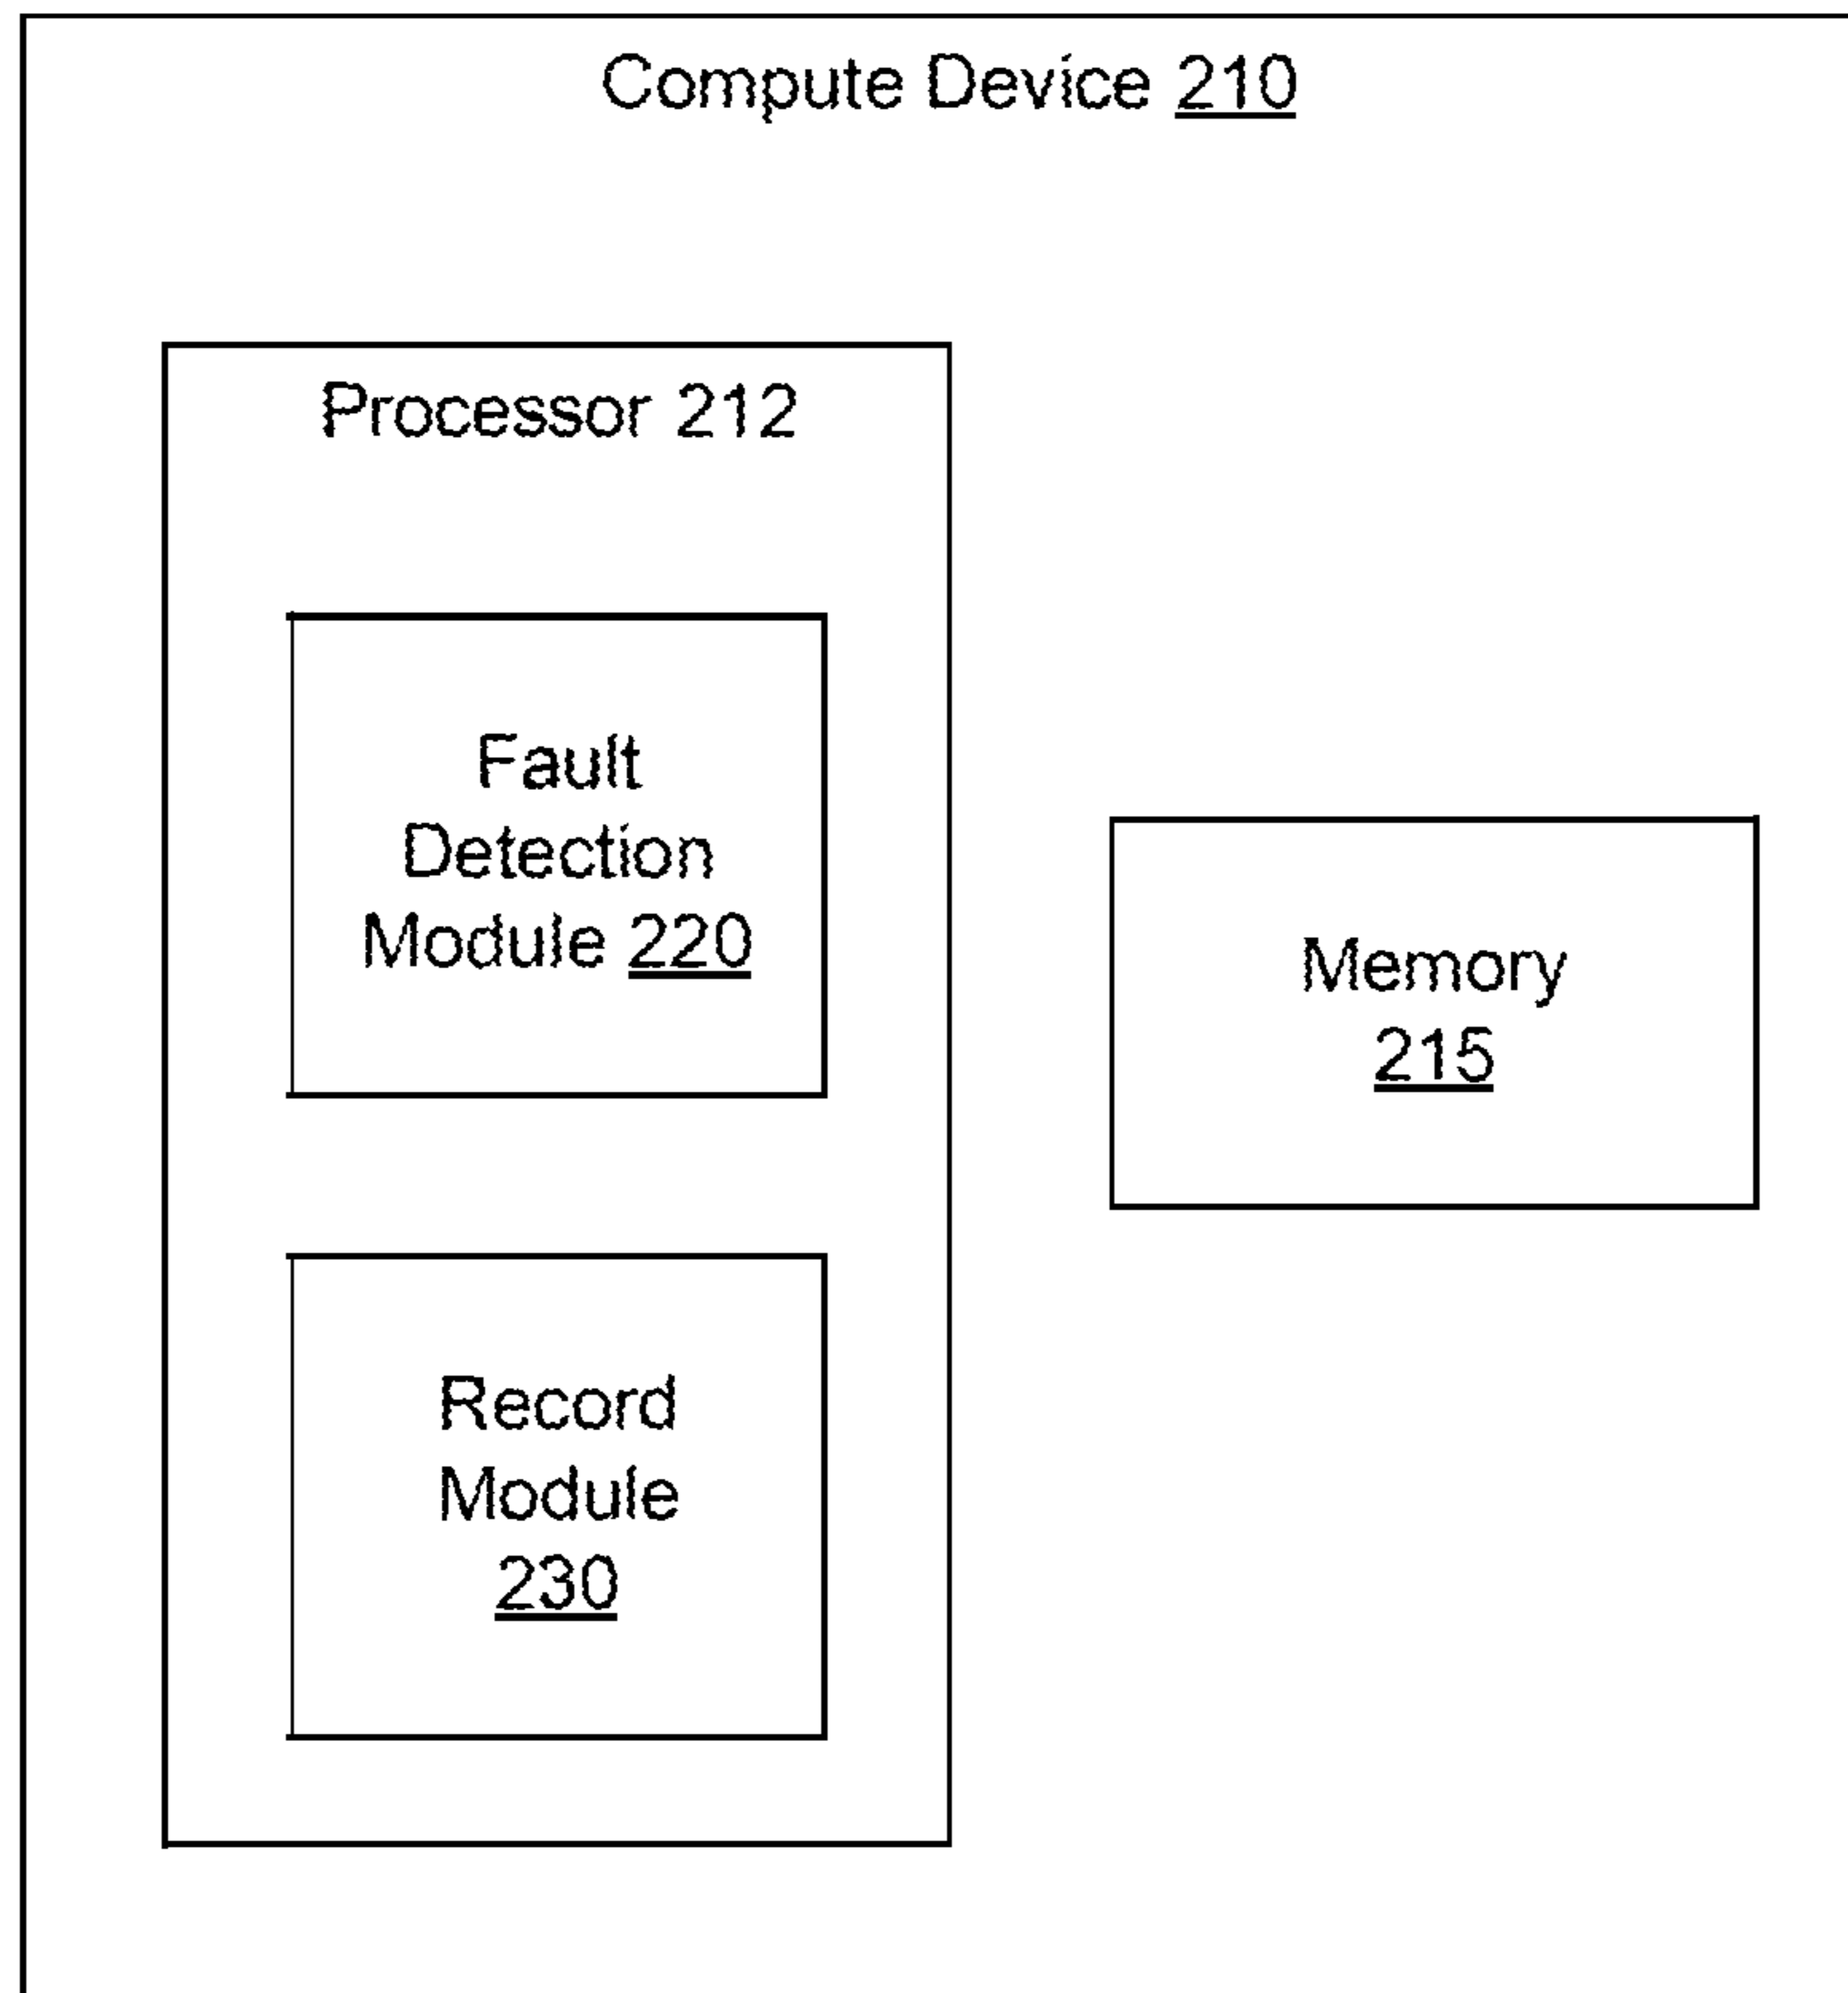 Compute Device 210
Processor 212
Fault
Detection
Module 220
Memory
215
Record
Module
230